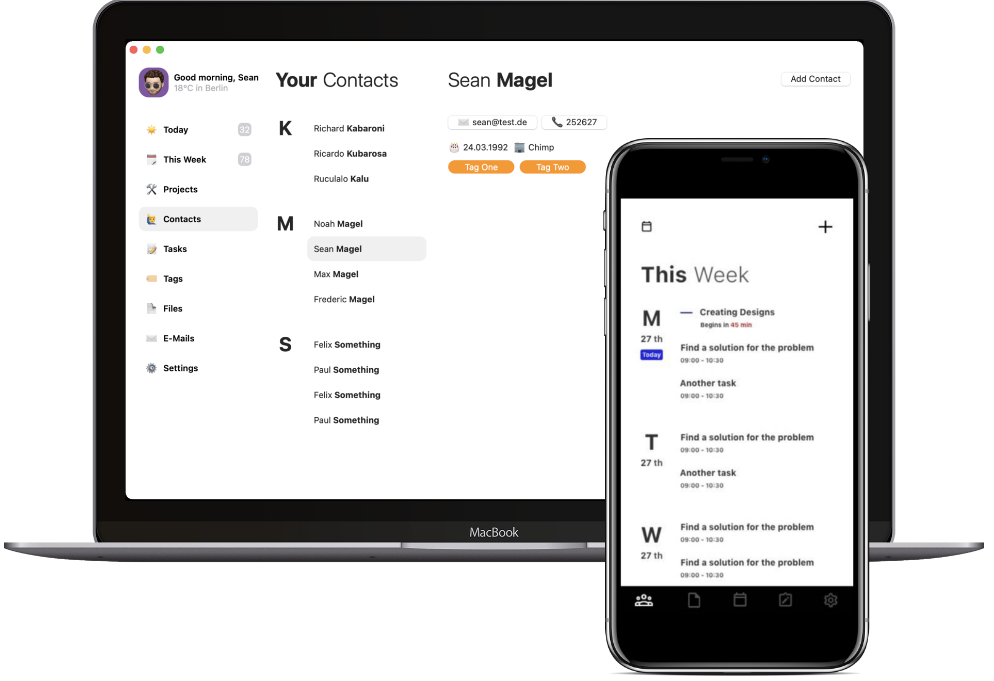 Good morning, Sean
18°C in Berlin
Today 32
This Week 78
Projects
Contacts
Tasks
Tags
Files
E-Mails
Settings
Your Contacts
K
Richard Kabaroni
Ricardo Kubarosa
Ruculalo Kalu
M
Noah Magel
Sean Magel
Max Magel
Frederic Magel
S
Felix Something
Paul Something
Felix Something
Paul Something
Sean Magel
Add Contact
sean@test.de 252627
24.03.1992 Chimp
Tag One Tag Two
MacBook
This Week
M
27 th
Today
Creating Designs
Begins in 45 min
Find a solution for the problem
09:00 - 10:30
Another task
09:00 - 10:30
T
27 th
Find a solution for the problem
09:00 - 10:30
Another task
09:00 - 10:30
W
27 th
Find a solution for the problem
09:00 - 10:30
Find a solution for the problem
09:00 - 10:30